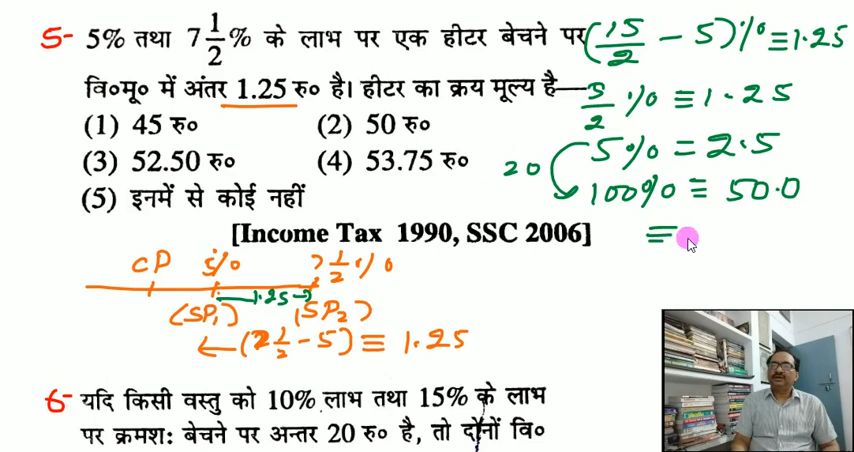 5- 5% तथा 7 1/2% के लाभ पर एक हीटर बेचने पर
वि०मू० में अंतर 1.25 रु० है। हीटर का क्रय मूल्य है—
(1) 45 रु० (2) 50 रु०
(3) 52.50 रु० (4) 53.75 रु०
(5) इनमें से कोई नहीं
[Income Tax 1990, SSC 2006]
(15/2 - 5)% ≡ 1.25
5/2 % ≡ 1.25
5% = 2.5
20
100% ≡ 50.0
≡
CP 5% 7 1/2 %
1.25
(SP1) (SP2)
(7 1/2 - 5) ≡ 1.25
6- यदि किसी वस्तु को 10% लाभ तथा 15% के लाभ
पर क्रमश: बेचने पर अन्तर 20 रु० है, तो दोनों वि०